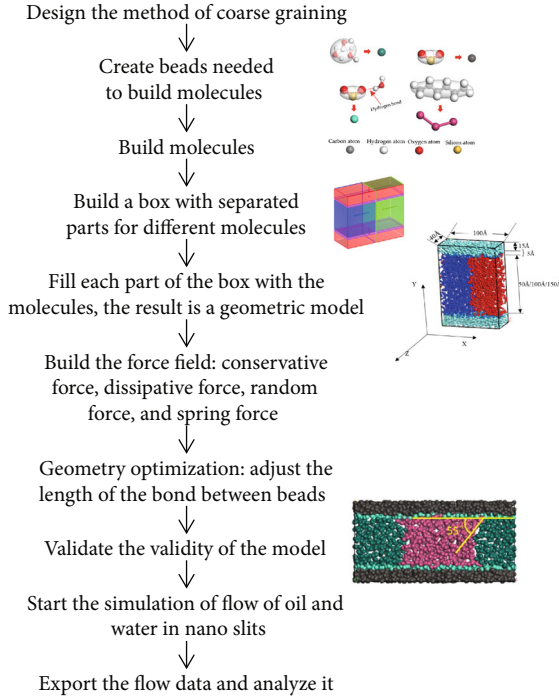 Design the method of coarse graining
Create beads needed
to build molecules
Hydrogen bond
Build molecules
Carbon atom
Hydrogen atom
Oxygen atom
Silicon atom
Build a box with separated
parts for different molecules
Fill each part of the box with the
molecules, the result is a geometric model
40Å
100Å
15Å
3Å
50Å/100Å/150Å
Y
X
Z
Build the force field: conservative
force, dissipative force, random
force, and spring force
Geometry optimization: adjust the
length of the bond between beads
55
Validate the validity of the model
Start the simulation of flow of oil and
water in nano slits
Export the flow data and analyze it